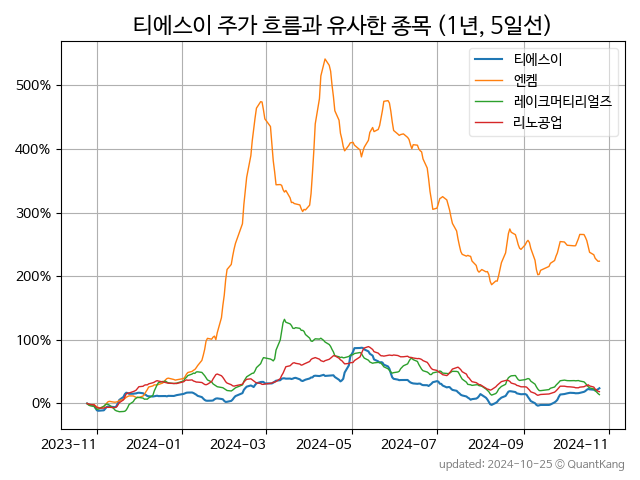 티에스이 주가 흐름과 유사한 종목 (1년, 5일선)
티에스이
엔켐
레이크머티리얼즈
리노공업
500%
400%
300%
200%
100%
0%
2023-11 2024-01 2024-03 2024-05 2024-07 2024-09 2024-11
updated: 2024-10-25 © QuantKang